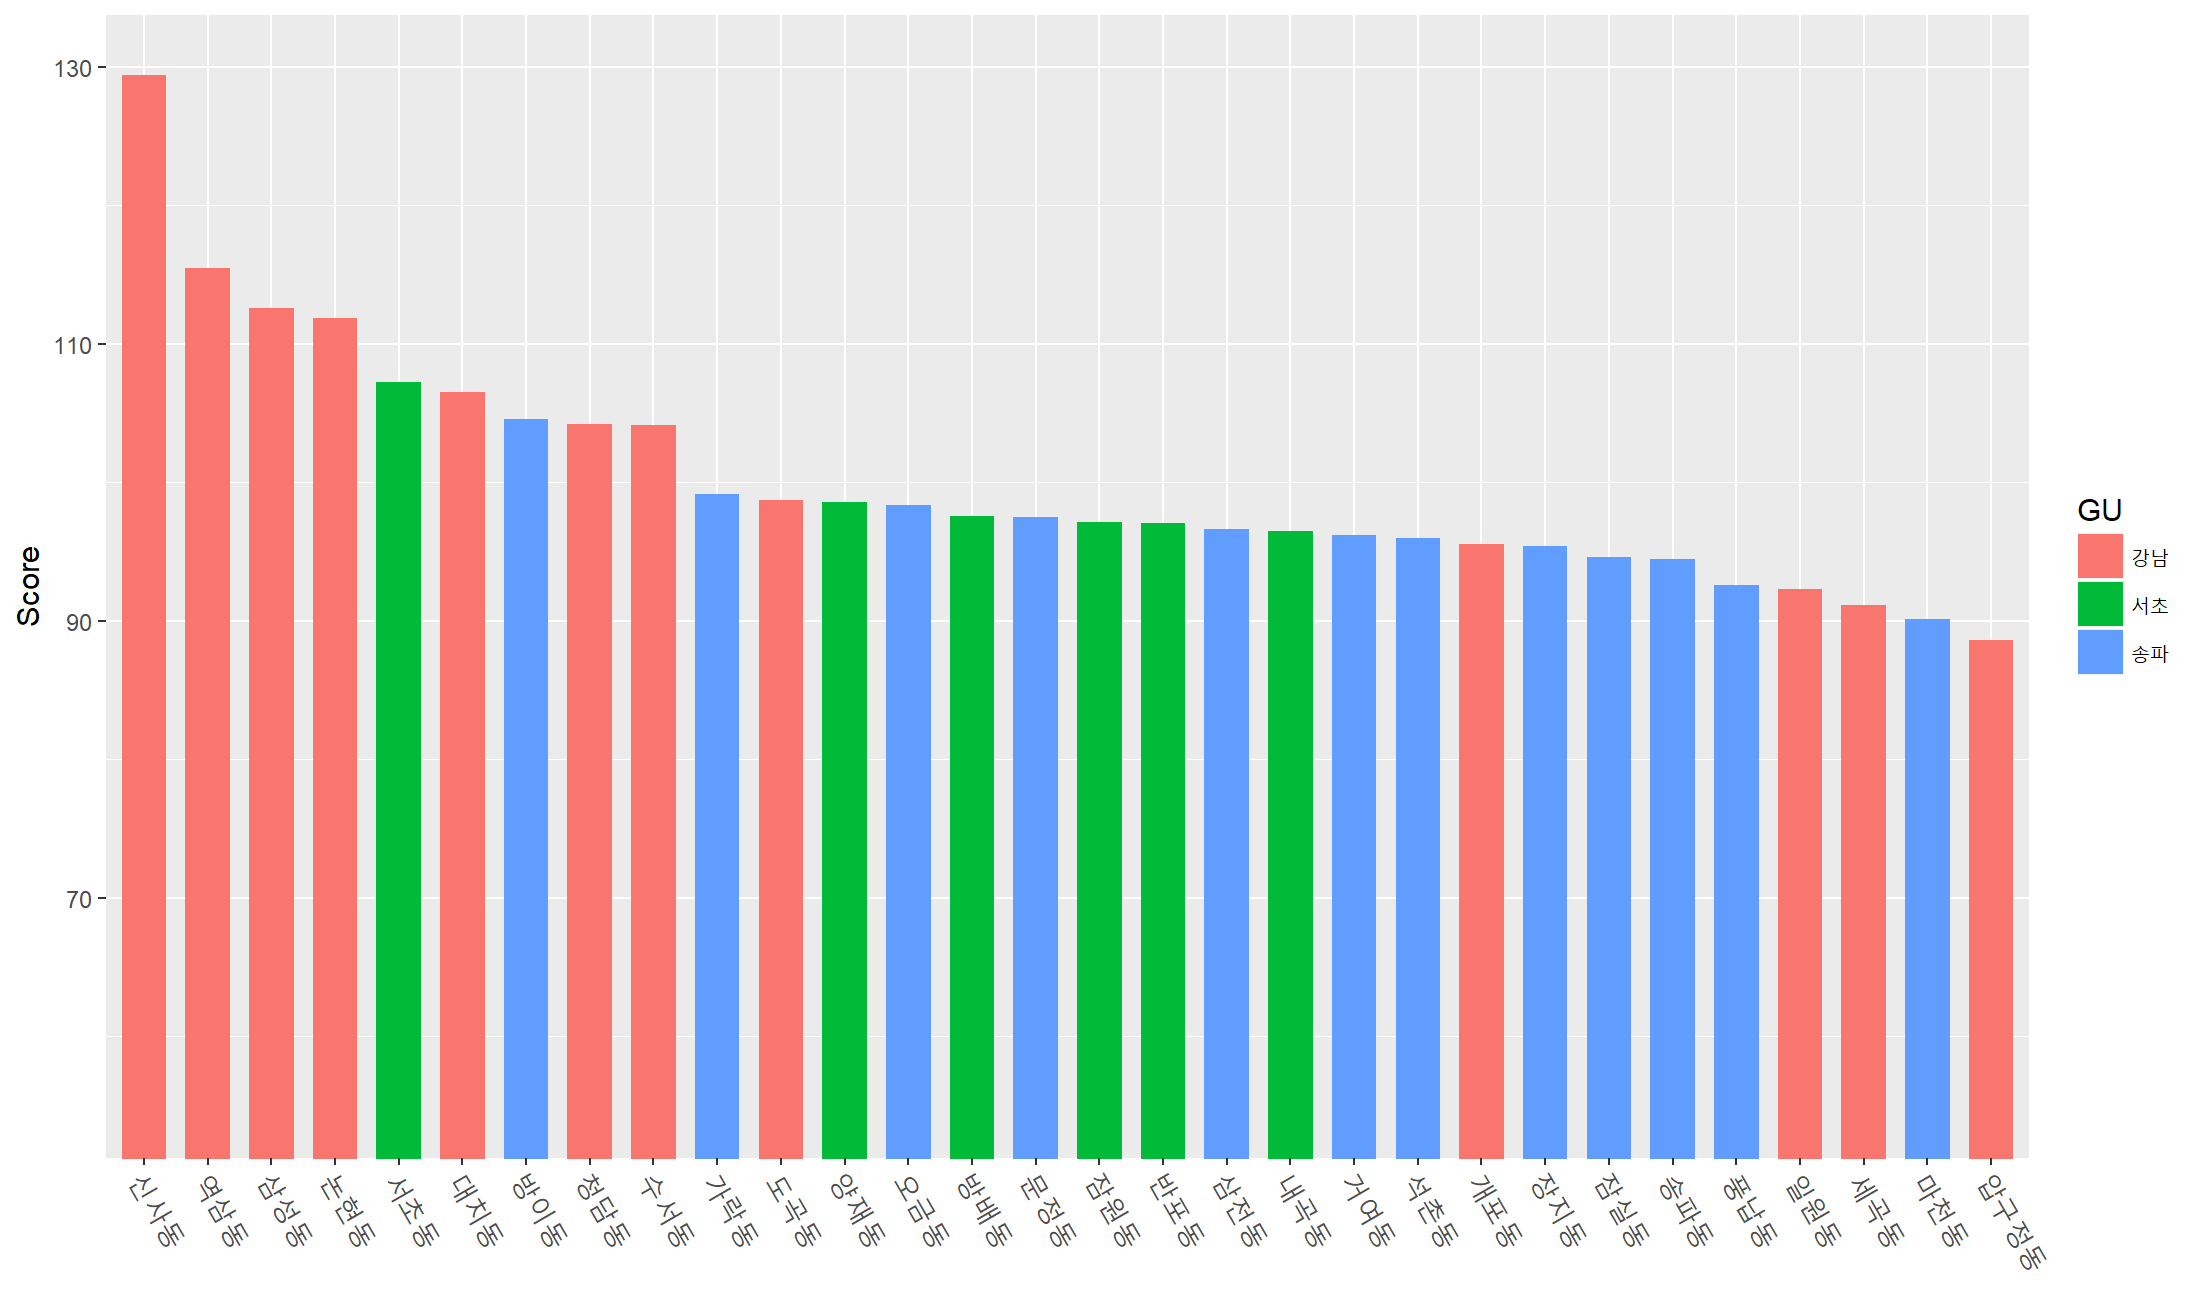 Score
130
110
90
70
신사동
역삼동
삼성동
논현동
서초동
대치동
방이동
청담동
수서동
가락동
도곡동
양재동
오금동
방배동
문정동
잠원동
반포동
삼전동
내곡동
거여동
석촌동
개포동
장지동
잠실동
송파동
풍납동
일원동
세곡동
마천동
압구정동
GU
강남
서초
송파